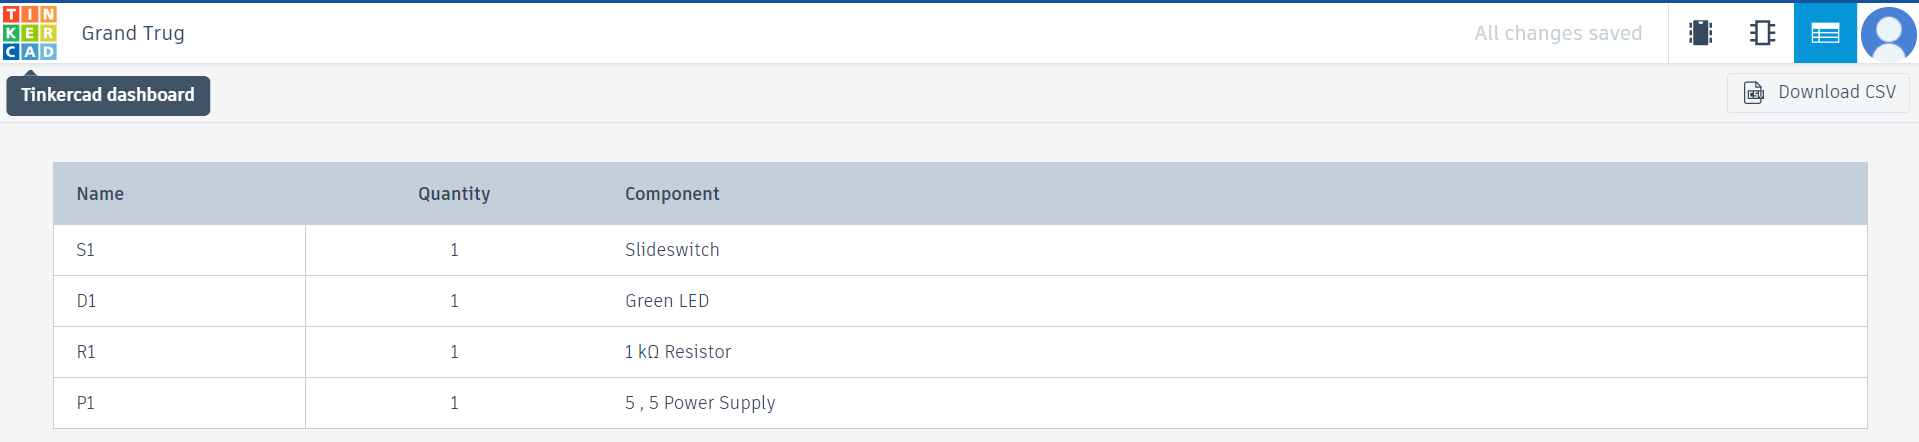 TIN
KER
CAD
Grand Trug
All changes saved
Tinkercad dashboard
CSV
Download CSV
Name Quantity Component
S1 1 Slideswitch
D1 1 Green LED
R1 1 1 kΩ Resistor
P1 1 5 , 5 Power Supply